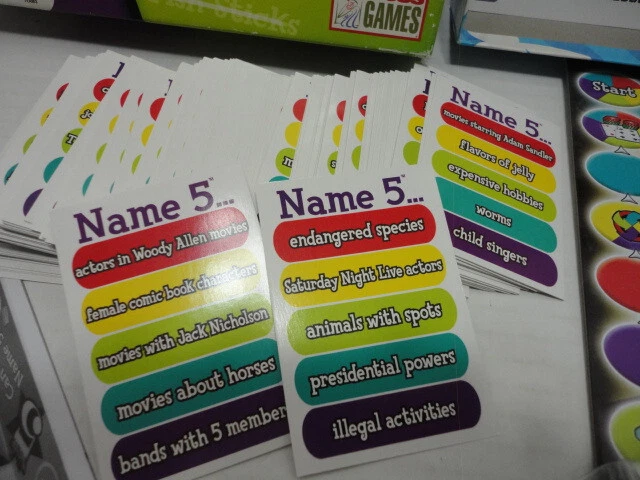 GAMES
Name 5...
movies starring Adam Sandler
flavors of jelly
expensive hobbies
worms
child singers
Start
Name 5...
actors in Woody Allen movies
female comic book characters
movies with Jack Nicholson
movies about horses
bands with 5 member
Name 5...
endangered species
Saturday Night Live actors
animals with spots
presidential powers
illegal activities